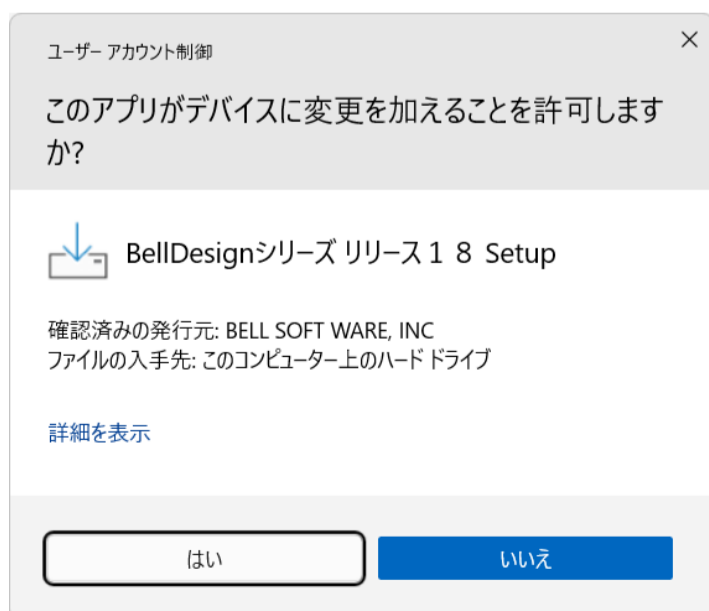 ユーザー アカウント制御
このアプリがデバイスに変更を加えることを許可します
か?
BellDesignシリーズ リリース１８ Setup
確認済みの発行元: BELL SOFT WARE, INC
ファイルの入手先: このコンピューター上のハード ドライブ
詳細を表示
はい
いいえ